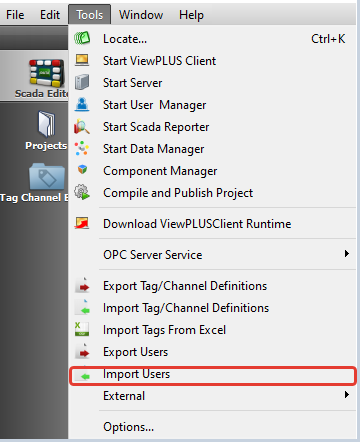 File Edit Tools Window Help
Locate... Ctrl+K
Start ViewPLUS Client
Start Server
Start User Manager
Start Scada Reporter
Start Data Manager
Component Manager
Compile and Publish Project
Download ViewPLUSClient Runtime
OPC Server Service
Export Tag/Channel Definitions
Import Tag/Channel Definitions
Import Tags From Excel
Export Users
Import Users
External
Options...
Scada Edito
Projects
Tag Channel E